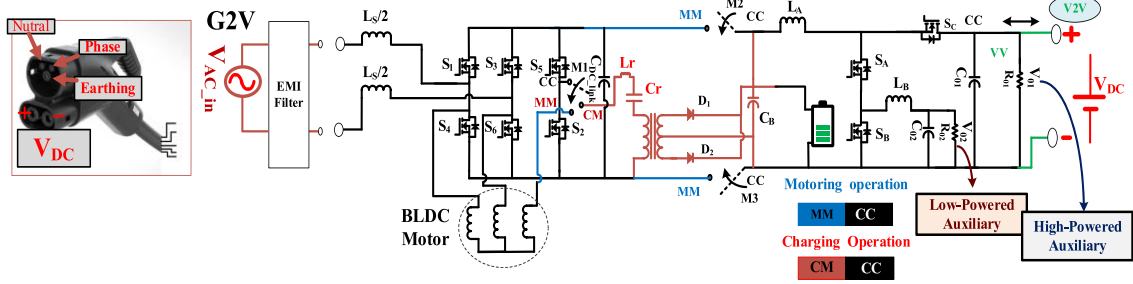 Nutral
Phase
Earthing
+ −
V_DC
G2V
V_AC_in
EMI
Filter
L_S/2
L_S/2
S_1
S_3
S_5
S_4
S_6
S_2
CC
M1
MM
CM
C_DC_lipk
Lr
Cr
D_1
D_2
BLDC
Motor
MM
M2
CC
MM
CC
M3
C_B
L_A
S_A
S_B
S_C
CC
L_B
C_02
R_02
V_02
C_01
R_01
V_01
VV
V2V
+
V_DC
-
Motoring operation
MM CC
Charging Operation
CM CC
Low-Powered
Auxiliary
High-Powered
Auxiliary